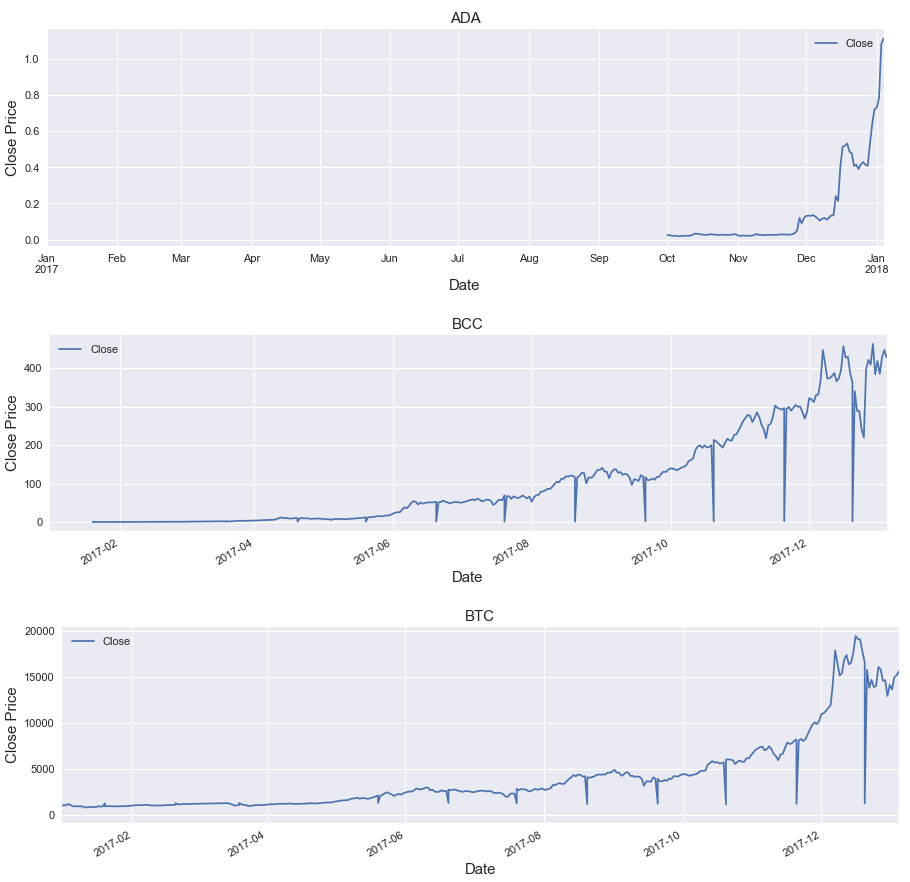 ADA
Close
1.0
0.8
0.6
0.4
0.2
0.0
Close Price
Jan Feb Mar Apr May Jun Jul Aug Sep Oct Nov Dec Jan
2017 2018
Date
BCC
Close
400
300
200
100
0
Close Price
2017-02 2017-04 2017-06 2017-08 2017-10 2017-12
Date
BTC
Close
20000
15000
10000
5000
0
Close Price
2017-02 2017-04 2017-06 2017-08 2017-10 2017-12
Date